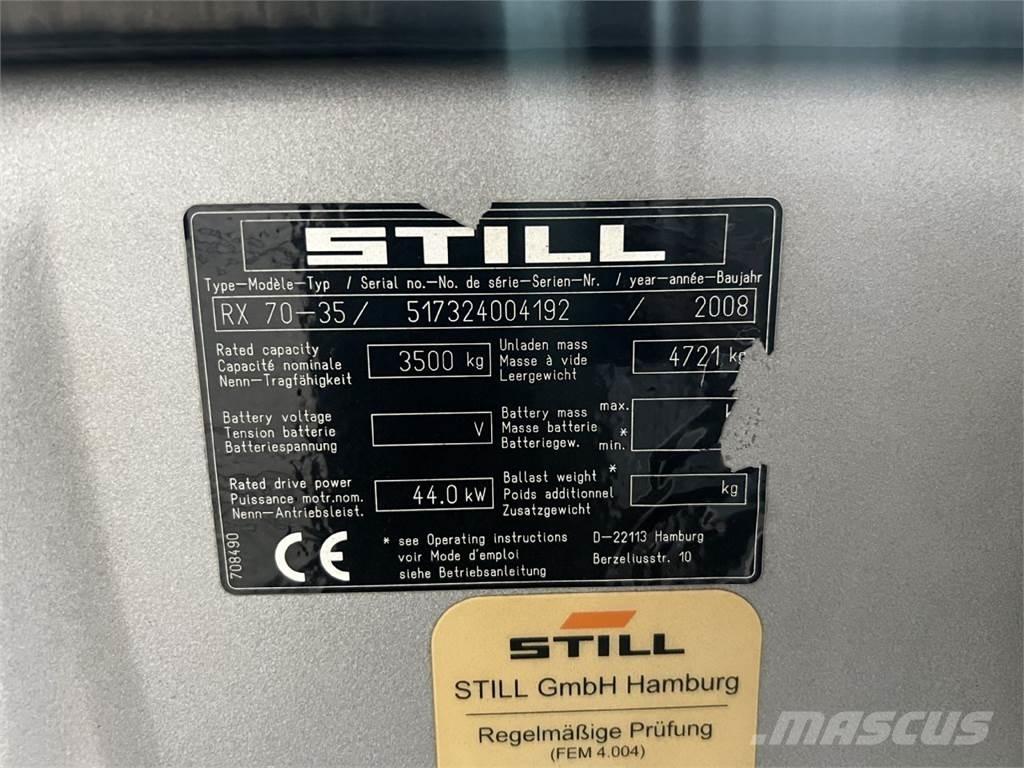 STILL
Type-Modèle-Typ / Serial no.-No. de série-Serien-Nr. / year-année-Baujahr
RX 70-35/ 517324004192 / 2008
Rated capacity
Capacité nominale
Nenn-Tragfähigkeit
3500 kg
Unladen mass
Masse à vide
Leergewicht
4721 kg
Battery voltage
Tension batterie
Batteriespannung
V
Battery mass max.
Masse batterie *
Batteriegew. min.
Rated drive power
Puissance motr.nom.
Nenn-Antriebsleist.
44.0 kW
Ballast weight *
Poids additionnel
Zusatzgewicht
kg
708490
CE
* see Operating instructions
voir Mode d'emploi
siehe Betriebsanleitung
D-22113 Hamburg
Berzeliusstr. 10
STILL
STILL GmbH Hamburg
Regelmäßige Prüfung
(FEM 4.004)
MASCUS